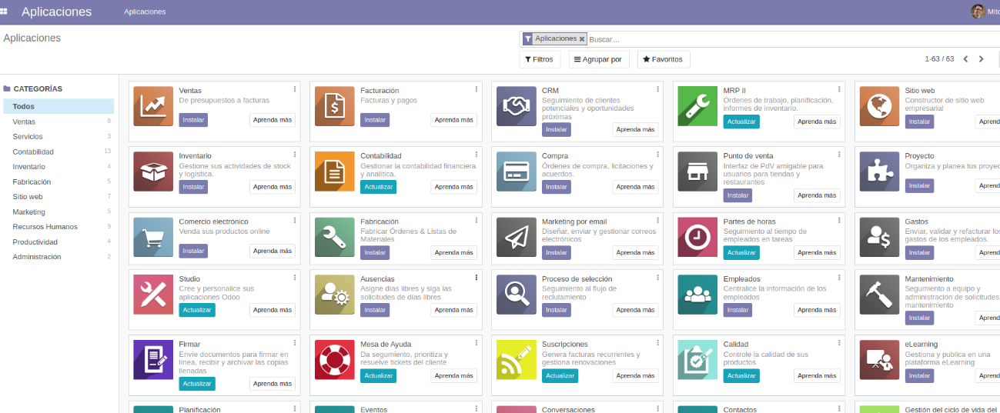 Aplicaciones
Aplicaciones
Aplicaciones
Aplicaciones
Buscar...
Filtros
Agrupar por
Favoritos
1-63 / 63
CATEGORÍAS
Todos
Ventas 8
Servicios 3
Contabilidad 13
Inventario 4
Fabricación 5
Sitio web 7
Marketing 5
Recursos Humanos 9
Productividad 4
Administración 2
Ventas
De presupuestos a facturas
Instalar
Aprenda más
Facturación
Facturas y pagos
Instalar
Aprenda más
CRM
Seguimiento de clientes
potenciales y oportunidades
próximas
Instalar
Aprenda más
MRP II
Órdenes de trabajo, planificación,
informes de inventario.
Actualizar
Aprenda más
Sitio web
Constructor de sitio web
empresarial
Instalar
Inventario
Gestione sus actividades de stock
y logística.
Instalar
Aprenda más
Contabilidad
Gestionar la contabilidad financiera
y analítica.
Actualizar
Aprenda más
Compra
Órdenes de compra, licitaciones y
acuerdos.
Instalar
Aprenda más
Punto de venta
Interfaz de PdV amigable para
usuarios para tiendas y
restaurantes
Instalar
Aprenda más
Proyecto
Organiza y planea tus
Instalar
Comercio electrónico
Venda sus productos online
Instalar
Aprenda más
Fabricación
Fabricar Órdenes & Listas de
Materiales
Instalar
Aprenda más
Marketing por email
Diseñar, enviar y gestionar correos
electrónicos
Instalar
Aprenda más
Partes de horas
Seguimiento al tiempo de
empleados en tareas
Actualizar
Aprenda más
Gastos
Enviar, validar y refacturar los
gastos de los empleados.
Instalar
Studio
Cree y personalice sus
aplicaciones Odoo
Actualizar
Aprenda más
Ausencias
Asigne días libres y siga las
solicitudes de días libres
Instalar
Aprenda más
Proceso de selección
Seguimiento al flujo de
reclutamiento
Instalar
Aprenda más
Empleados
Centralice la información de los
empleados
Instalar
Aprenda más
Mantenimiento
Seguimiento a equipo y
administración de solicitudes
mantenimiento
Instalar
Firmar
Envíe documentos para firmar en
línea, recibir y archivar las copias
llenadas
Actualizar
Aprenda más
Mesa de Ayuda
Da seguimiento, prioritiza y
resuelve tickets del cliente
Actualizar
Aprenda más
Suscripciones
Genera facturas recurrentes y
gestiona renovaciones
Actualizar
Aprenda más
Calidad
Controle la calidad de sus
productos
Actualizar
Aprenda más
eLearning
Gestiona y publica en una
plataforma eLearning
Instalar
Planificación
Eventos
Conversaciones
Contactos
Gestión del ciclo de vida del